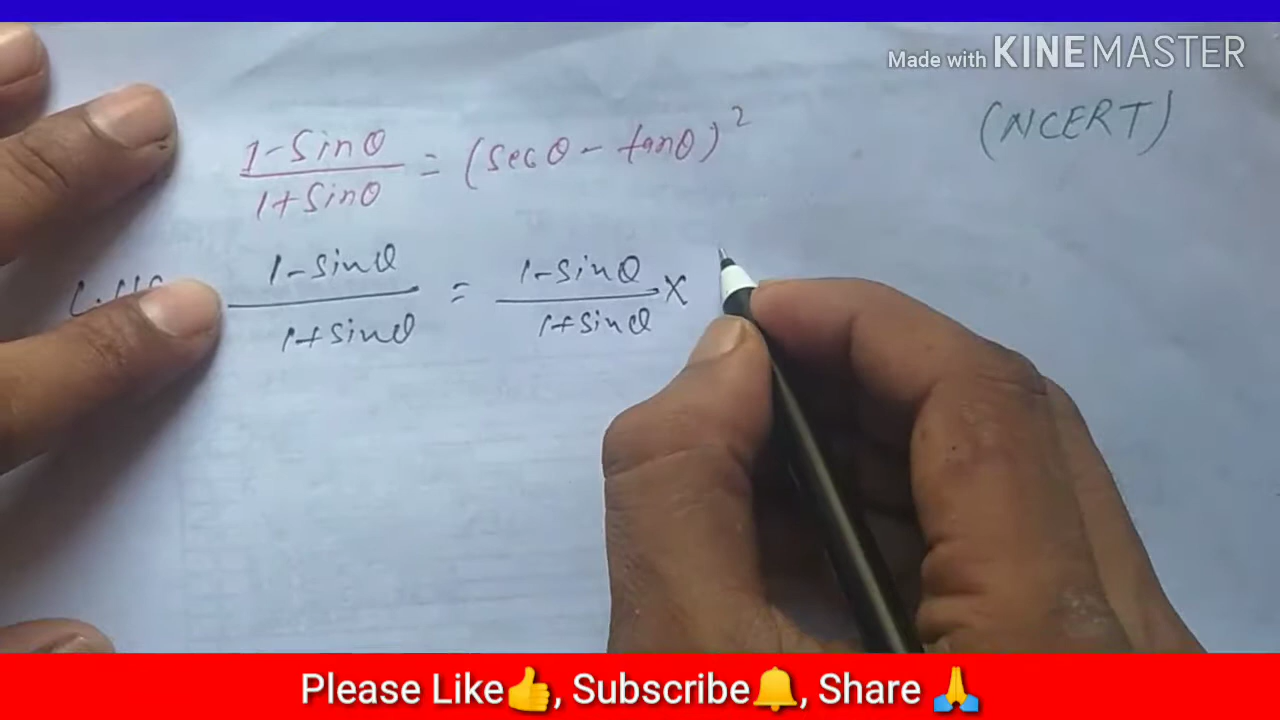 Made with KINEMASTER
(NCERT)
1-Sinθ / 1+Sinθ = (Secθ - tanθ)²
1-sinθ / 1+sinθ = 1-sinθ / 1+sinθ ×
Please Like👍, Subscribe🔔, Share 🙏